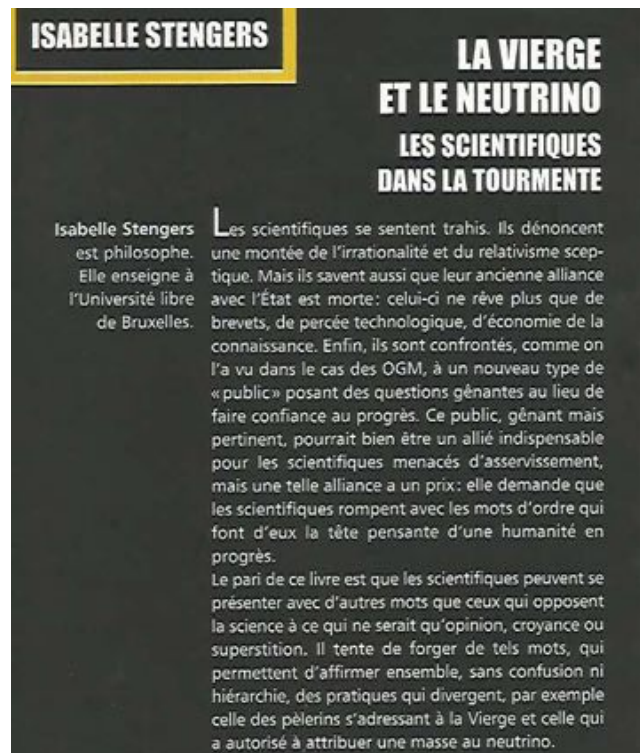 ISABELLE STENGERS
LA VIERGE
ET LE NEUTRINO
LES SCIENTIFIQUES
DANS LA TOURMENTE
Isabelle Stengers
est philosophe.
Elle enseigne à
l'Université libre
de Bruxelles.
Les scientifiques se sentent trahis. Ils dénoncent
une montée de l'irrationalité et du relativisme scep-
tique. Mais ils savent aussi que leur ancienne alliance
avec l'État est morte: celui-ci ne rêve plus que de
brevets, de percée technologique, d'économie de la
connaissance. Enfin, ils sont confrontés, comme on
l'a vu dans le cas des OGM, à un nouveau type de
«public» posant des questions gênantes au lieu de
faire confiance au progrès. Ce public, gênant mais
pertinent, pourrait bien être un allié indispensable
pour les scientifiques menacés d'asservissement,
mais une telle alliance a un prix: elle demande que
les scientifiques rompent avec les mots d'ordre qui
font d'eux la tête pensante d'une humanité en
progrès.
Le pari de ce livre est que les scientifiques peuvent se
présenter avec d'autres mots que ceux qui opposent
la science à ce qui ne serait qu'opinion, croyance ou
superstition. Il tente de forger de tels mots, qui
permettent d'affirmer ensemble, sans confusion ni
hiérarchie, des pratiques qui divergent, par exemple
celle des pèlerins s'adressant à la Vierge et celle qui
a autorisé à attribuer une masse au neutrino.